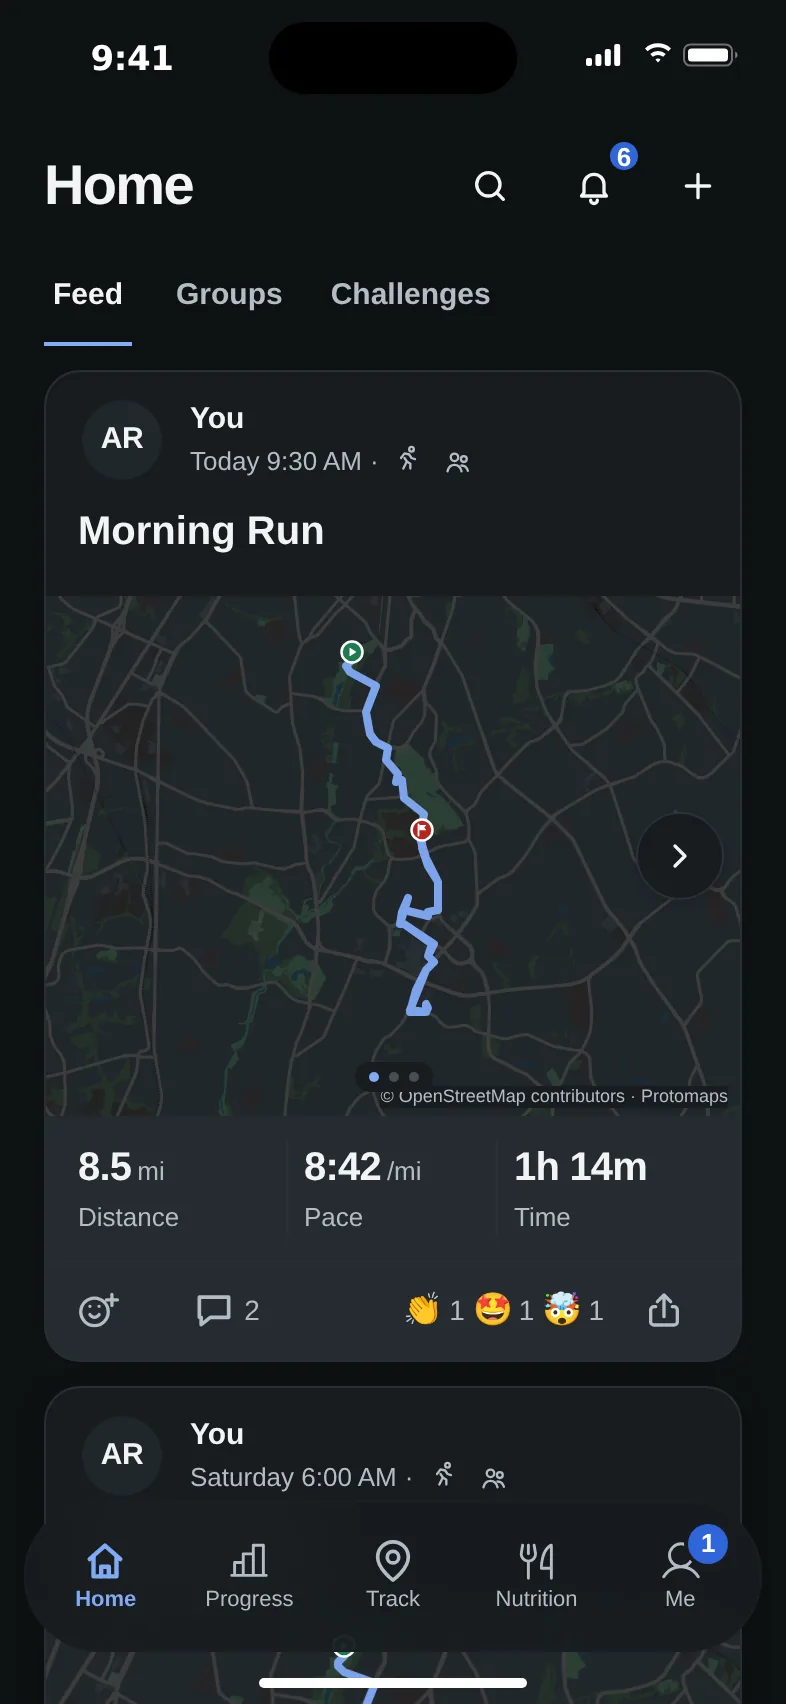 9:41
Home
6
Feed Groups Challenges
AR
You
Today 9:30 AM ·
Morning Run
© OpenStreetMap contributors · Protomaps
8.5 mi 8:42 /mi 1h 14m
Distance Pace Time
2 👏 1 🤩 1 🤯 1
AR
You
Saturday 6:00 AM ·
1
Home Progress Track Nutrition Me